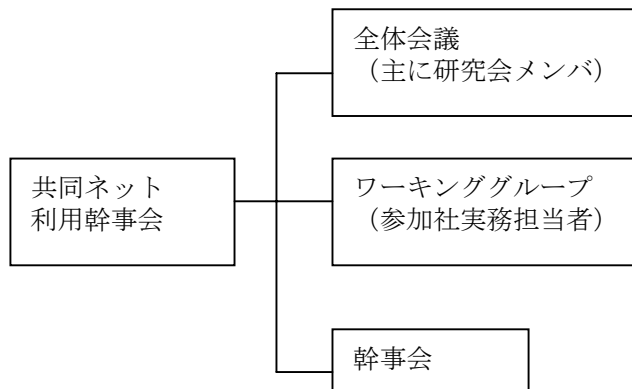 全体会議
（主に研究会メンバ）
共同ネット
利用幹事会
ワーキンググループ
（参加社実務担当者）
幹事会